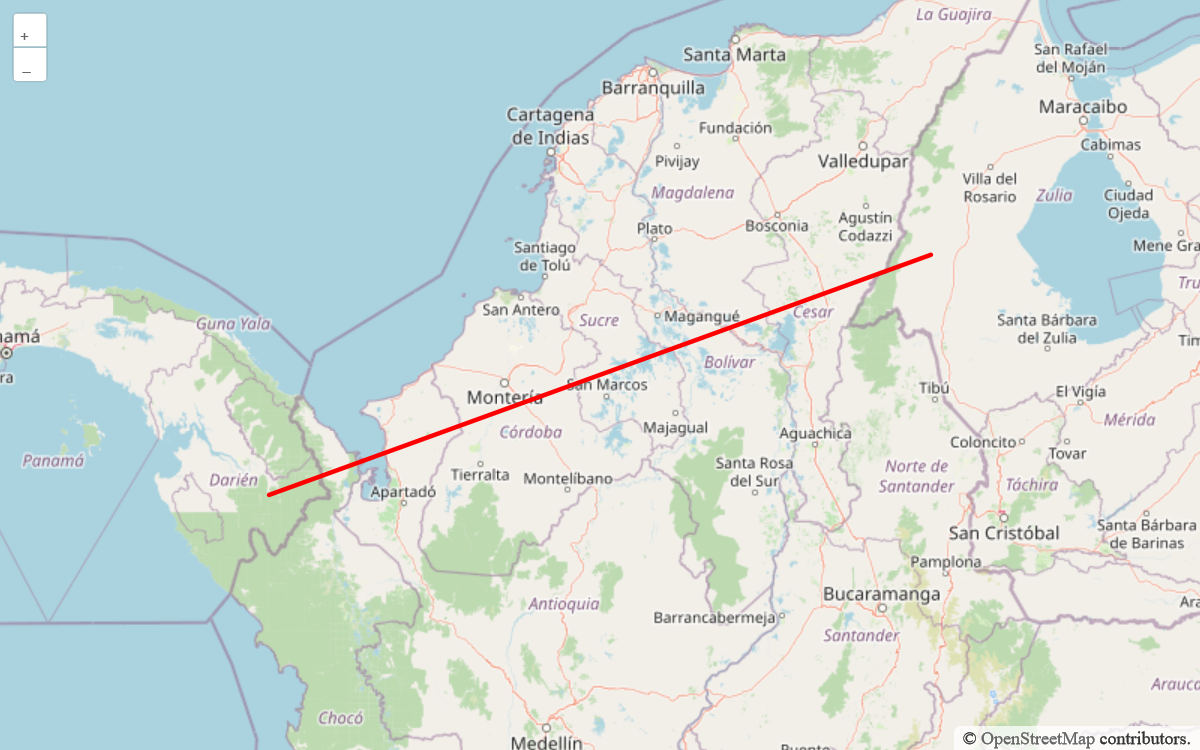 +
–
La Guajira
Santa Marta
San Rafael
del Moján
Barranquilla
Maracaibo
Cartagena
de Indias
Fundación
Cabimas
Pivijay
Valledupar
Villa del
Rosario
Magdalena
Zulia
Ciudad
Ojeda
Plato
Bosconia
Agustín
Codazzi
Mene Gra
Santiago
de Tolú
Tru
San Antero
Sucre
Magangué
Cesar
Guna Yala
namá
Santa Bárbara
del Zulia
Tim
era
Bolívar
San Marcos
Montería
Tibú
El Vigía
Mérida
Córdoba
Majagual
Aguachica
Coloncito
Tovar
Panamá
Darién
Tierralta
Montelíbano
Santa Rosa
del Sur
Norte de
Santander
Táchira
Apartadó
San Cristóbal
Santa Bárbara
de Barinas
Pamplona
Antioquia
Bucaramanga
Ara
Barrancabermeja
Santander
Arauca
Chocó
Medellín
Puerto
© OpenStreetMap contributors.